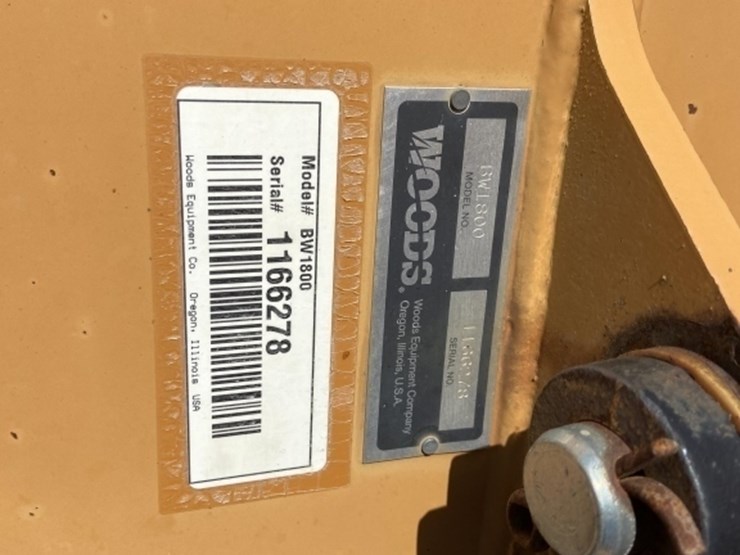 Model# BW1800
Serial# 1166278
Woods Equipment Co. Oregon, Illinois USA
BW1800
MODEL NO.
1166278
SERIAL NO.
WOODS.
Woods Equipment Company
Oregon, Illinois, U.S.A.